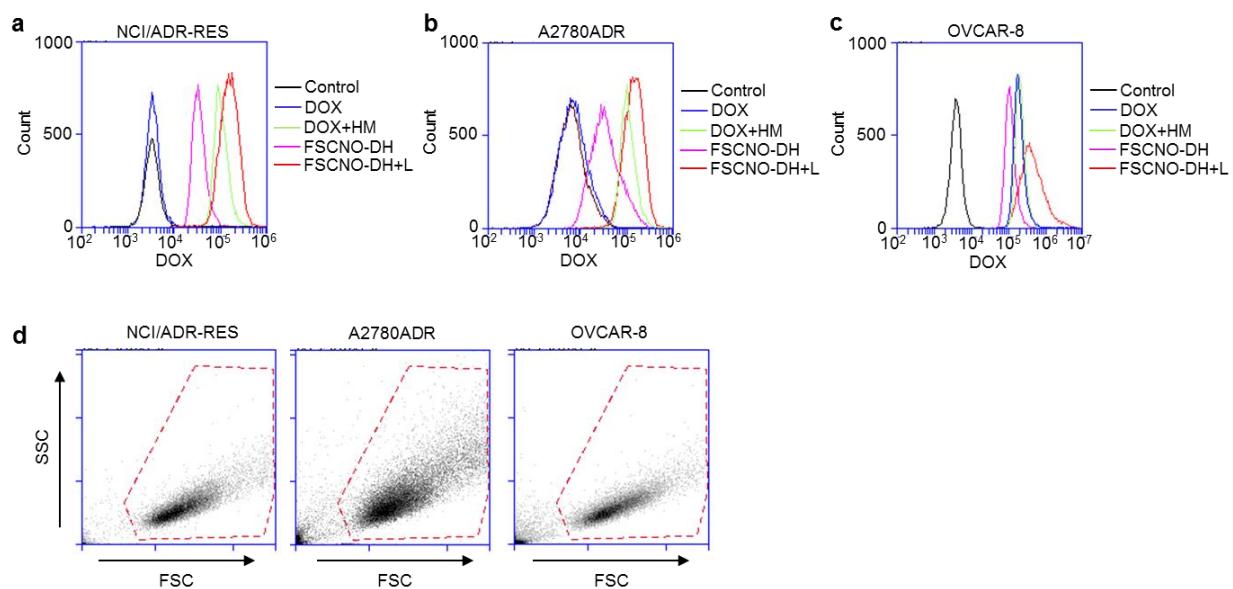 a
NCI/ADR-RES
1000
500
0
Count
10^2 10^3 10^4 10^5 10^6
DOX
Control
DOX
DOX+HM
FSCNO-DH
FSCNO-DH+L
b
A2780ADR
1000
500
0
Count
10^2 10^3 10^4 10^5 10^6
DOX
Control
DOX
DOX+HM
FSCNO-DH
FSCNO-DH+L
c
OVCAR-8
1000
500
0
Count
10^2 10^3 10^4 10^5 10^6 10^7
DOX
Control
DOX
DOX+HM
FSCNO-DH
FSCNO-DH+L
d
NCI/ADR-RES
A2780ADR
OVCAR-8
SSC
FSC
FSC
FSC